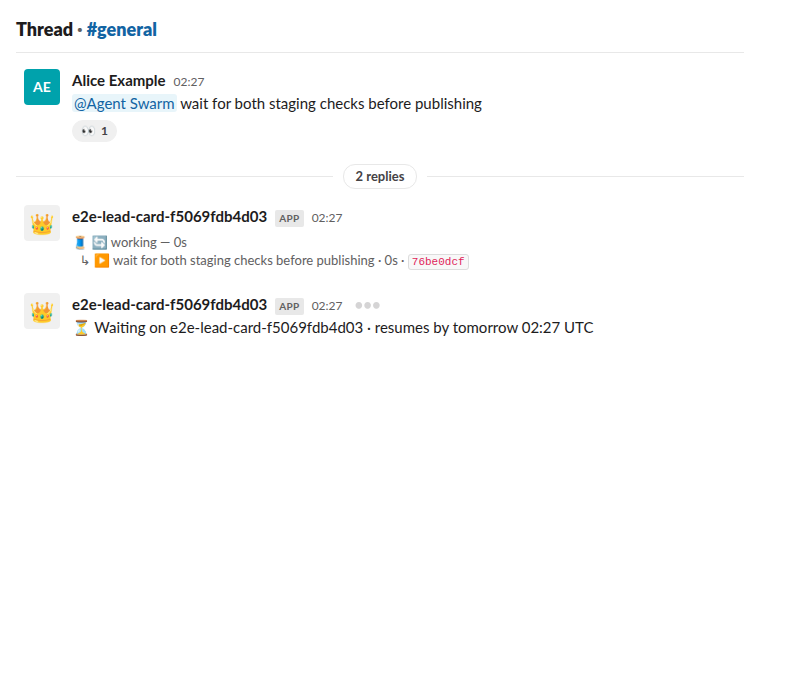 Thread • #general
AE
Alice Example 02:27
@Agent Swarm wait for both staging checks before publishing
👀 1
2 replies
e2e-lead-card-f5069fdb4d03 APP 02:27
🧵 🔄 working — 0s
↳ ▶️ wait for both staging checks before publishing · 0s · 76be0dcf
e2e-lead-card-f5069fdb4d03 APP 02:27
⏳ Waiting on e2e-lead-card-f5069fdb4d03 · resumes by tomorrow 02:27 UTC